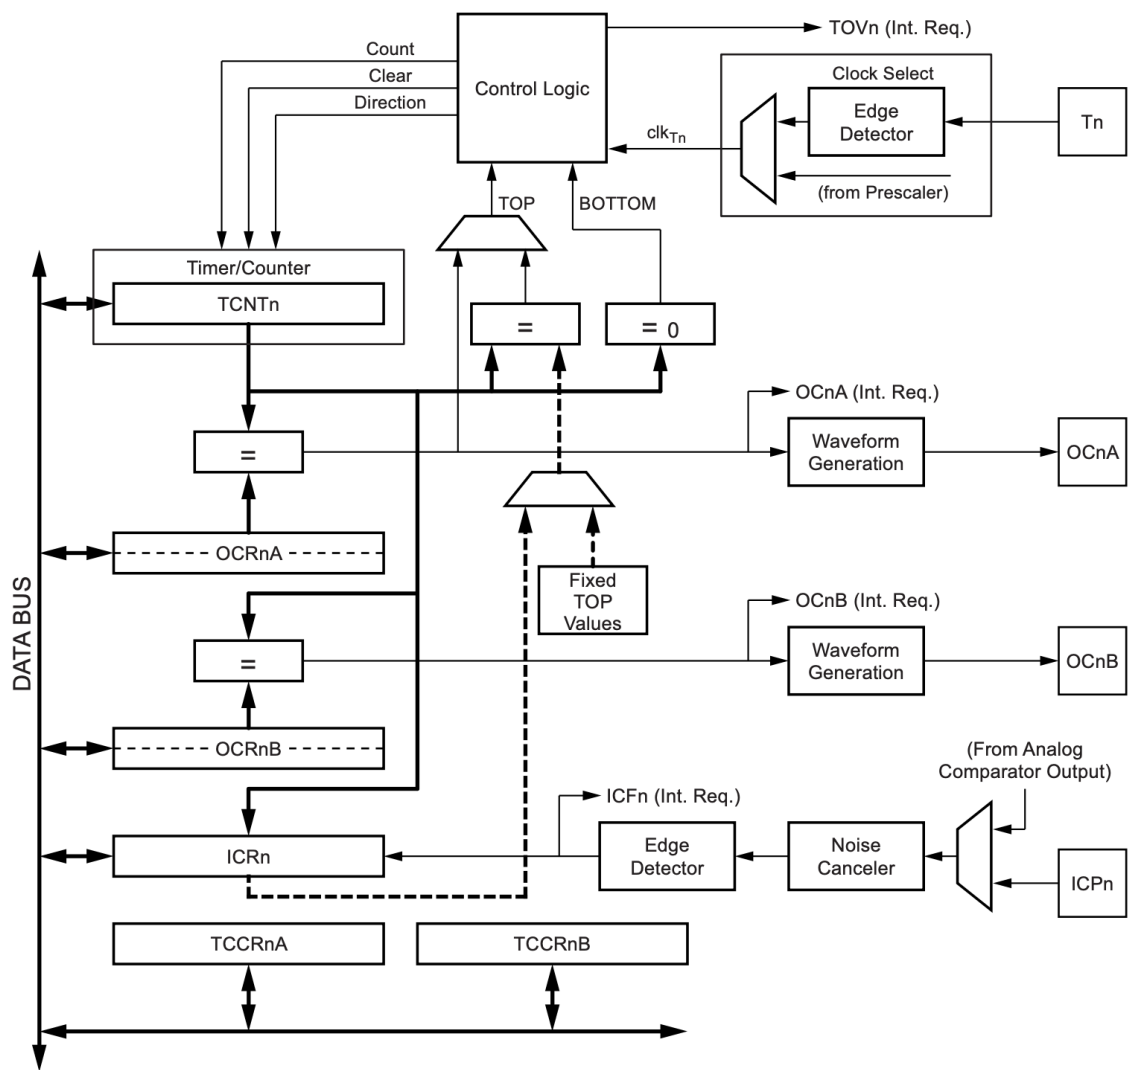 TOVn (Int. Req.)
Count
Clear
Direction
Control Logic
Clock Select
Edge
Detector
Tn
clkTn
(from Prescaler)
TOP
BOTTOM
Timer/Counter
TCNTn
=
= 0
OCnA (Int. Req.)
=
Waveform
Generation
OCnA
OCRnA
Fixed
TOP
Values
DATA BUS
OCnB (Int. Req.)
=
Waveform
Generation
OCnB
OCRnB
(From Analog
Comparator Output)
ICFn (Int. Req.)
ICRn
Edge
Detector
Noise
Canceler
ICPn
TCCRnA
TCCRnB